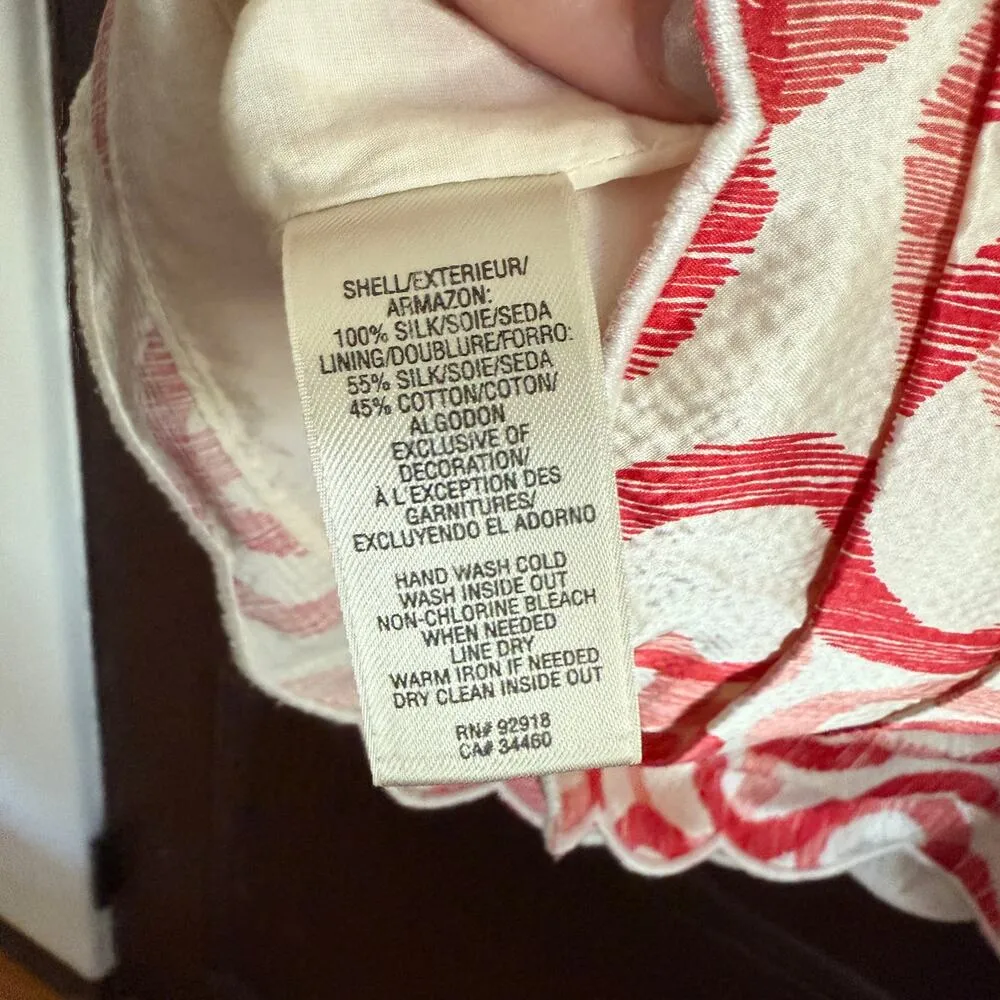 SHELL/EXTERIEUR/
ARMAZON:
100% SILK/SOIE/SEDA
LINING/DOUBLURE/FORRO:
55% SILK/SOIE/SEDA
45% COTTON/COTON/
ALGODON
EXCLUSIVE OF
DECORATION/
À L'EXCEPTION DES
GARNITURES/
EXCLUYENDO EL ADORNO
HAND WASH COLD
WASH INSIDE OUT
NON-CHLORINE BLEACH
WHEN NEEDED
LINE DRY
WARM IRON IF NEEDED
DRY CLEAN INSIDE OUT
RN# 92918
CA# 34460